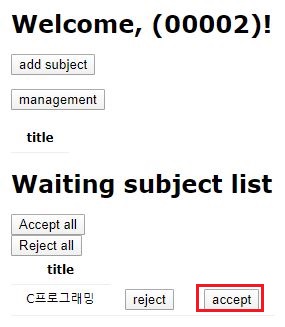 Welcome, (00002)!
add subject
management
title
Waiting subject list
Accept all
Reject all
title
C프로그래밍 reject accept